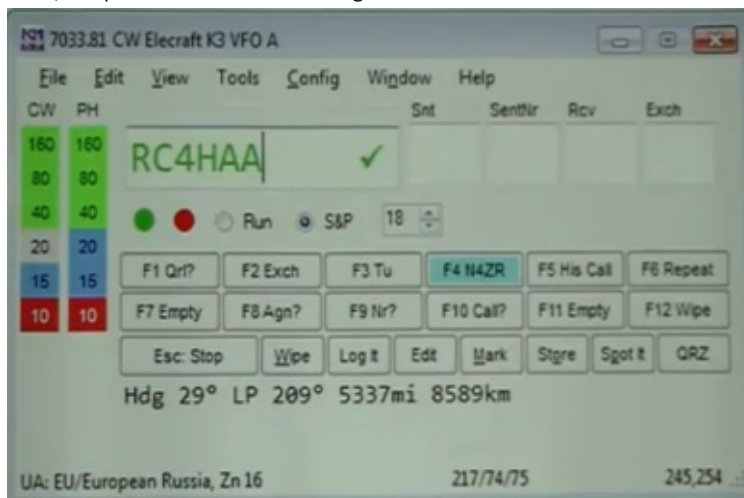 7033.81 CW Elecraft K3 VFO A
File Edit View Tools Config Window Help
CW PH Snt SentNr Rcv Exch
160 160 RC4HAA
80 80
40 40 Run S&P 18
20 20
F1 Qrl? F2 Exch F3 Tu F4 N4ZR F5 His Call F6 Repeat
15 15
10 10 F7 Empty F8 Agn? F9 Nr? F10 Call? F11 Empty F12 Wipe
Esc: Stop Wipe Log It Edit Mark Store Spot It QRZ
Hdg 29° LP 209° 5337mi 8589km
UA: EU/European Russia, Zn 16 217/74/75 245,254